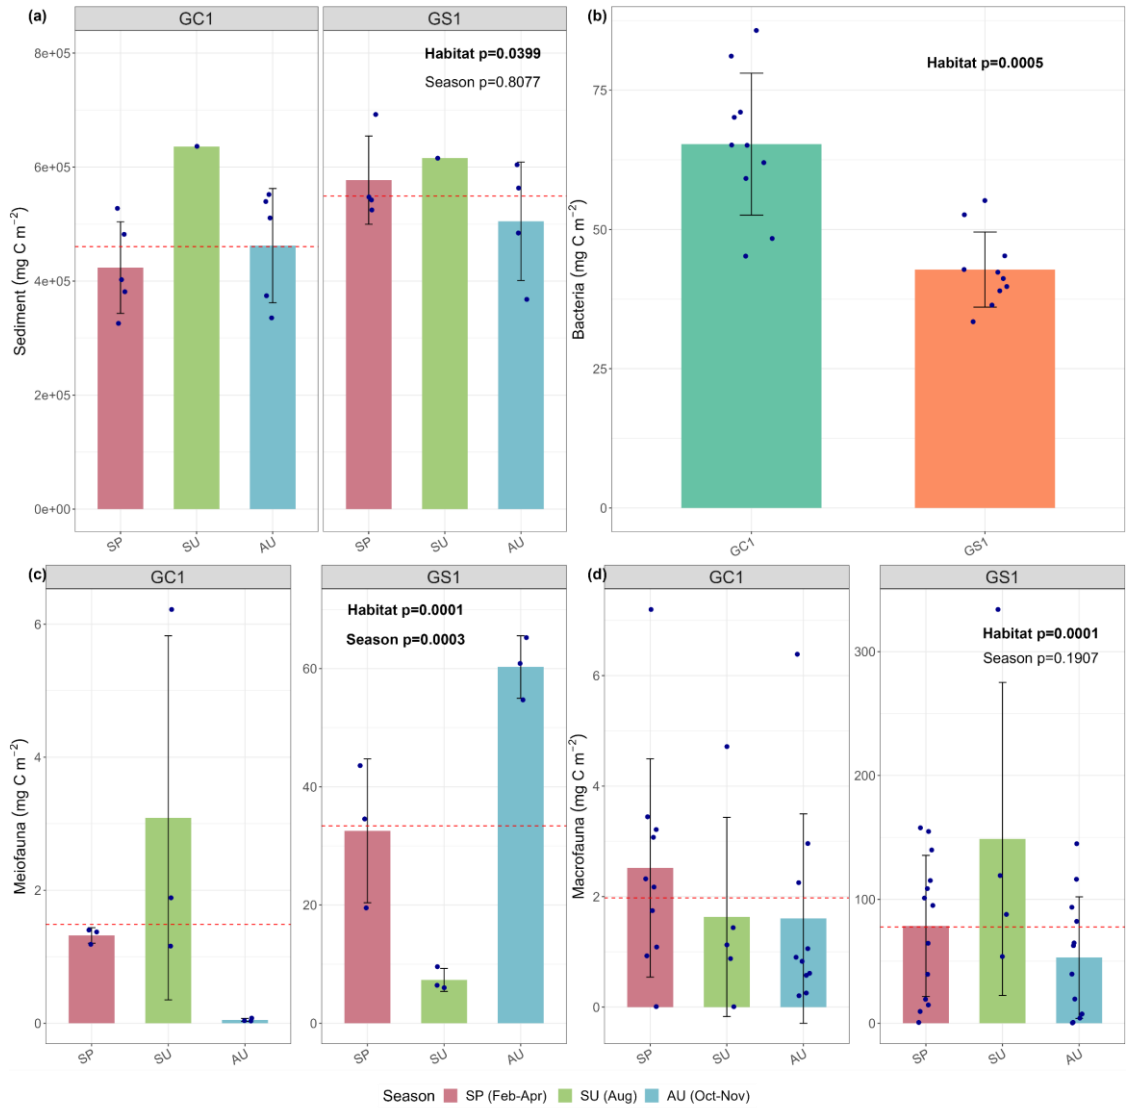 (a)
GC1
GS1
Habitat p=0.0399
Season p=0.8077
Sediment (mg C m−2)
8e+05
6e+05
4e+05
2e+05
0e+00
SP
SU
AU
SP
SU
AU
(b)
Habitat p=0.0005
Bacteria (mg C m−2)
75
50
25
0
GC1
GS1
(c)
GC1
GS1
Habitat p=0.0001
Season p=0.0003
Meiofauna (mg C m−2)
6
4
2
0
60
40
20
0
SP
SU
AU
SP
SU
AU
(d)
GC1
GS1
Habitat p=0.0001
Season p=0.1907
Macrofauna (mg C m−2)
6
4
2
0
300
200
100
0
SP
SU
AU
SP
SU
AU
Season SP (Feb-Apr) SU (Aug) AU (Oct-Nov)